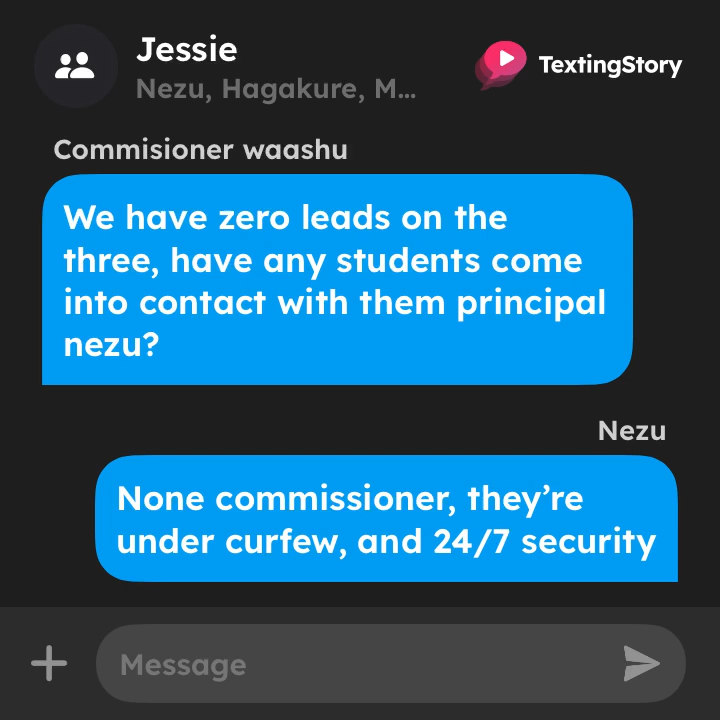 Jessie
Nezu, Hagakure, M...
TextingStory
Commisioner waashu
We have zero leads on the
three, have any students come
into contact with them principal
nezu?
Nezu
None commissioner, they’re
under curfew, and 24/7 security
Message